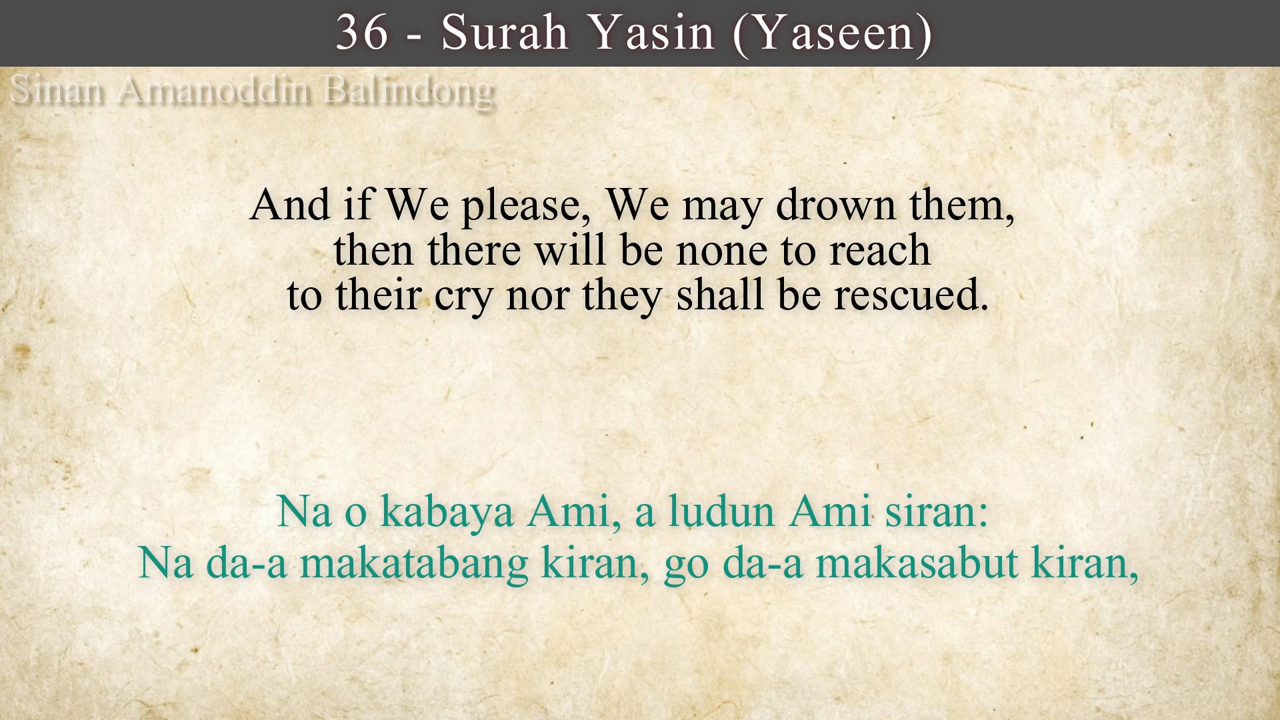 36 - Surah Yasin (Yaseen)
Sinan Amanoddin Balindong
And if We please, We may drown them,
then there will be none to reach
to their cry nor they shall be rescued.
Na o kabaya Ami, a ludun Ami siran:
Na da-a makatabang kiran, go da-a makasabut kiran,